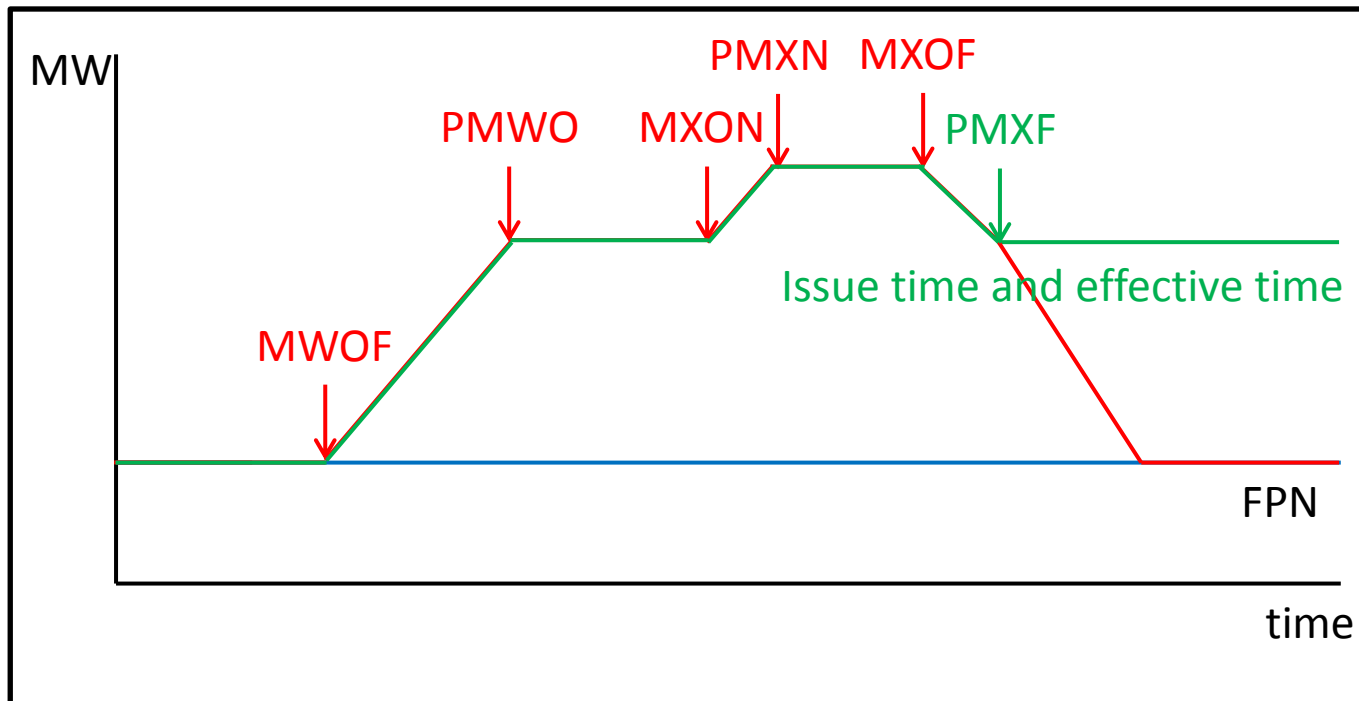 PMXN MXOF
MW
PMWO MXON PMXF
Issue time and effective time
MWOF
FPN
time